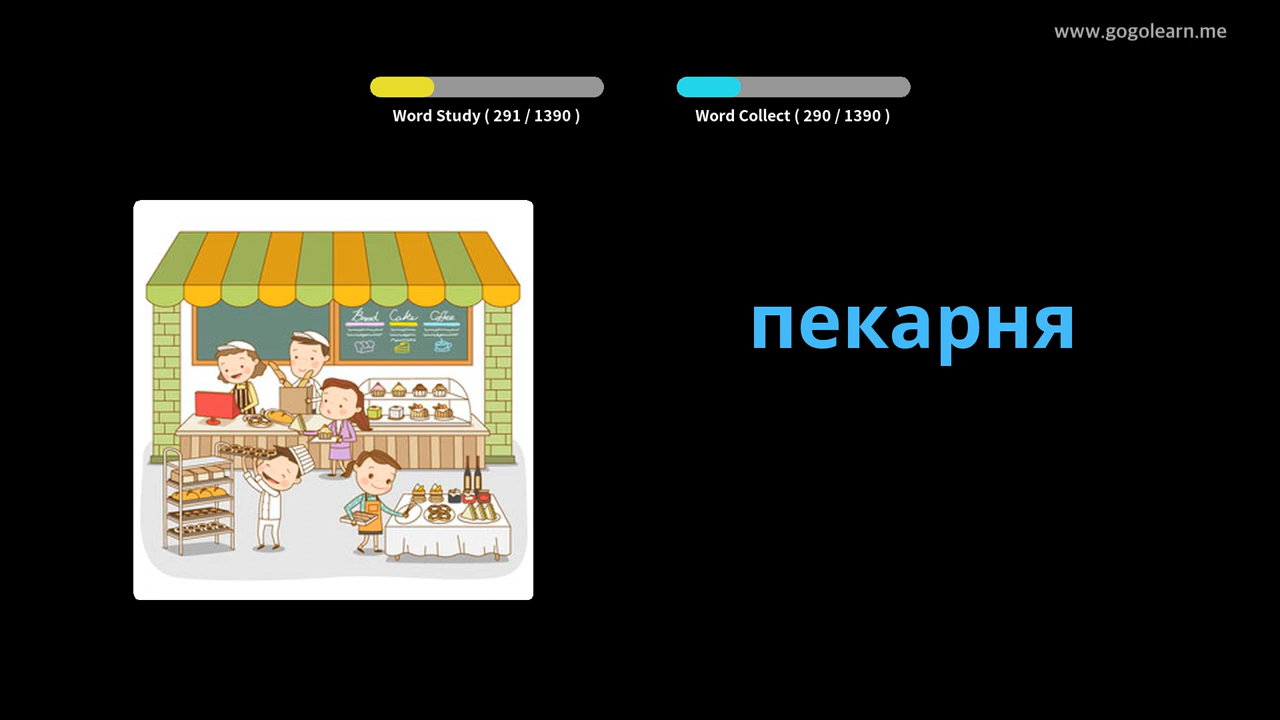 www.gogolearn.me
Word Study ( 291 / 1390 )
Word Collect ( 290 / 1390 )
Bread Cake Coffee
пекарня